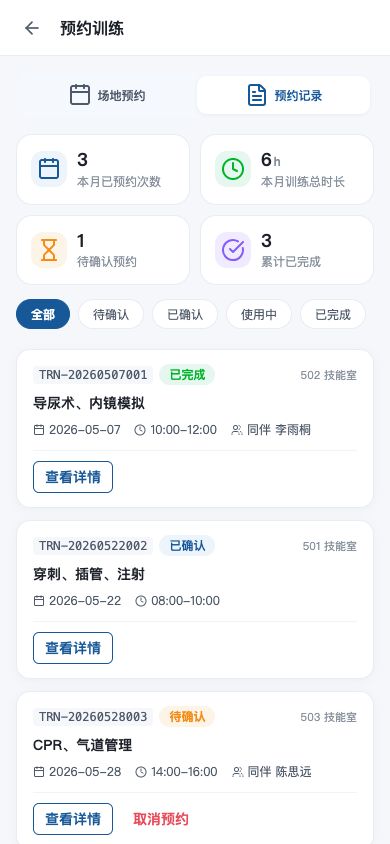 预约训练
场地预约
预约记录
3
本月已预约次数
6h
本月训练总时长
1
待确认预约
3
累计已完成
全部 待确认 已确认 使用中 已完成
TRN-20260507001 已完成 502 技能室
导尿术、内镜模拟
2026-05-07 10:00-12:00 同伴 李雨桐
查看详情
TRN-20260522002 已确认 501 技能室
穿刺、插管、注射
2026-05-22 08:00-10:00
查看详情
TRN-20260528003 待确认 503 技能室
CPR、气道管理
2026-05-28 14:00-16:00 同伴 陈思远
查看详情 取消预约